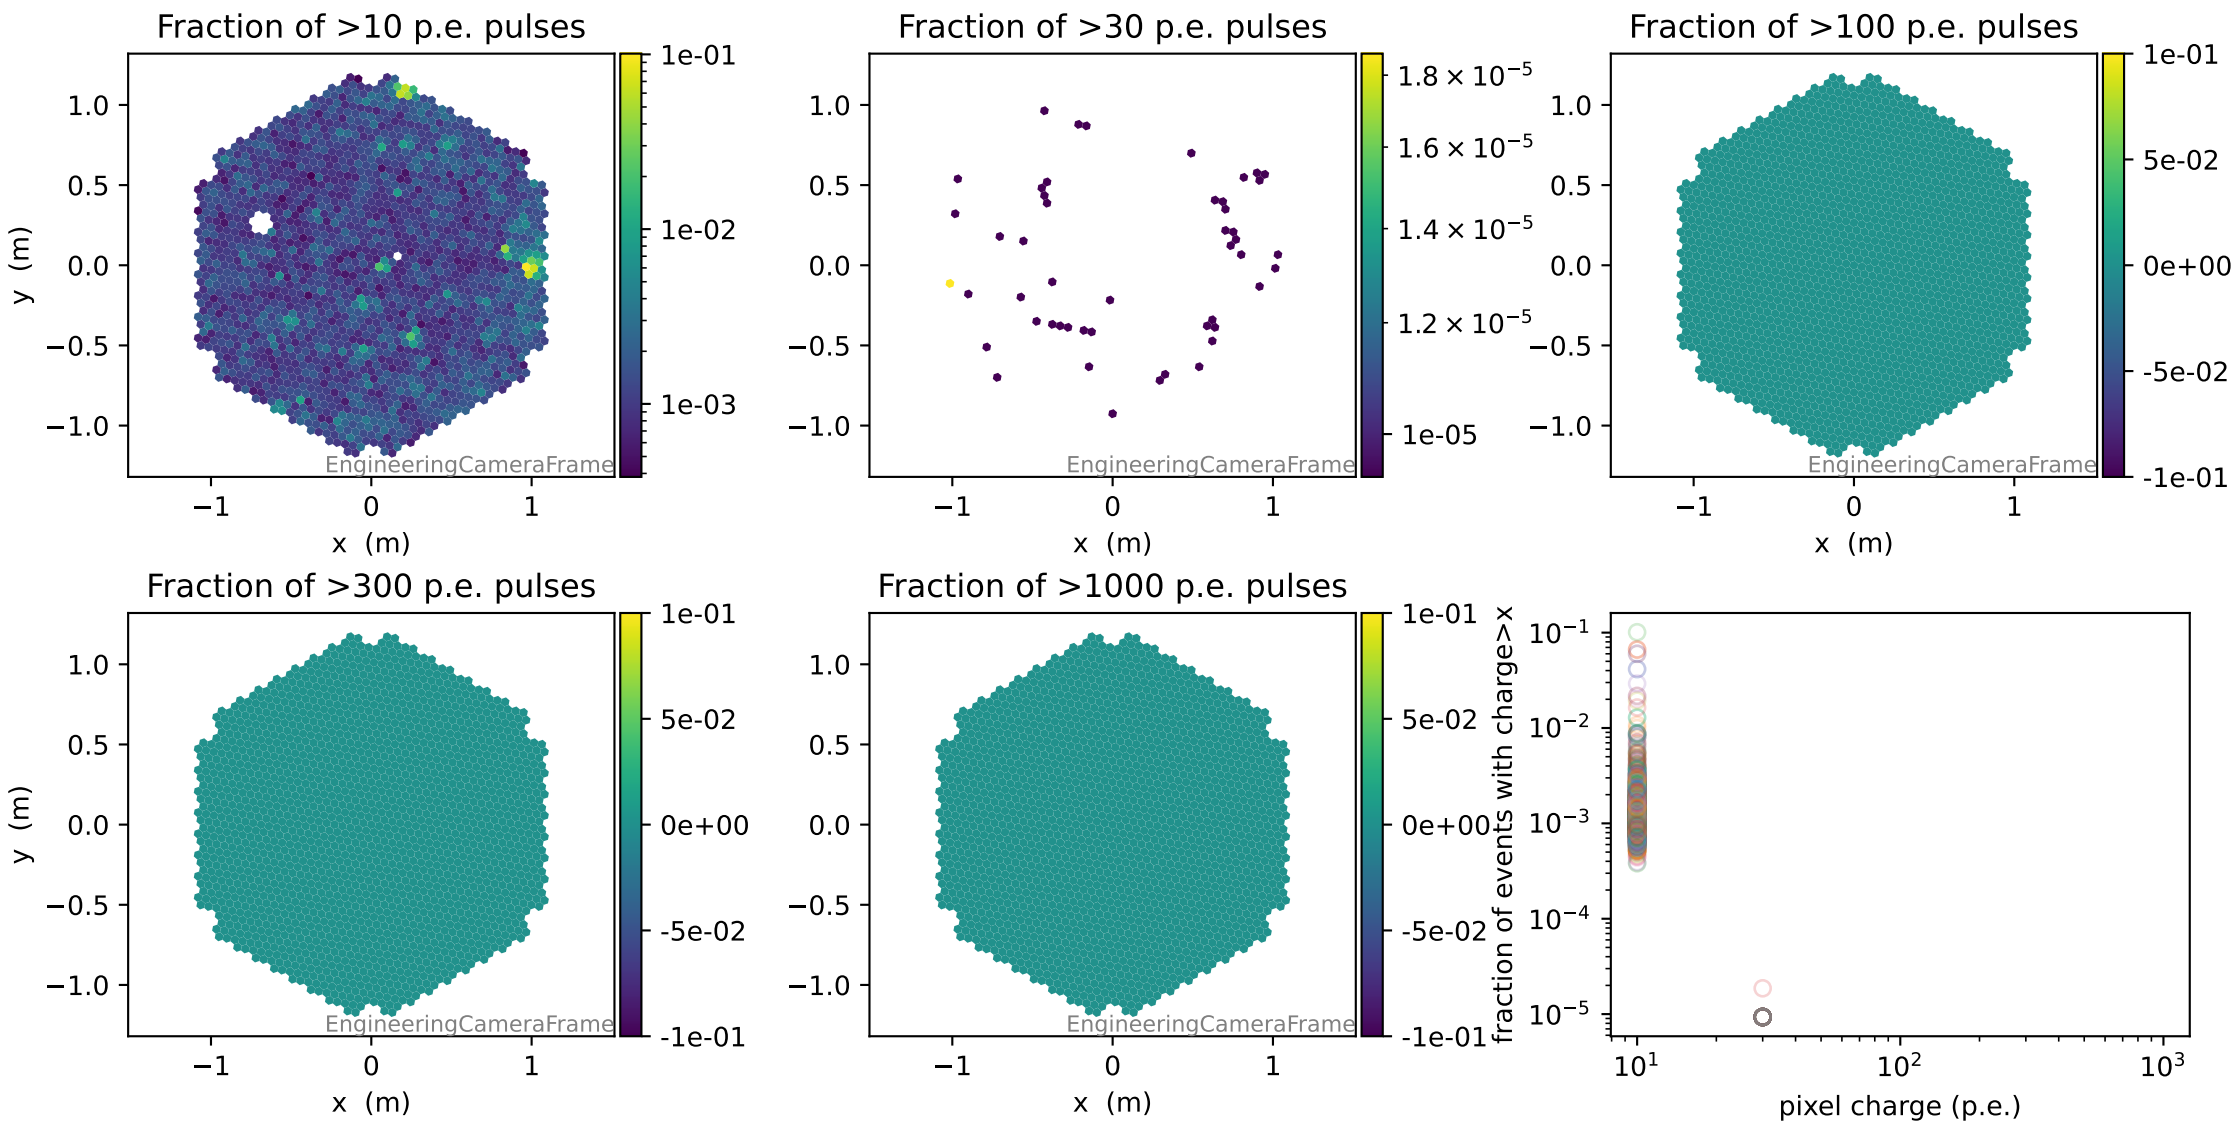 Fraction of >10 p.e. pulses
1.0
0.5
0.0
−0.5
−1.0
y (m)
−1
0
1
x (m)
EngineeringCameraFrame
1e-01
1e-02
1e-03
Fraction of >30 p.e. pulses
1.0
0.5
0.0
−0.5
−1.0
−1
0
1
x (m)
EngineeringCameraFrame
1.8×10⁻⁵
1.6×10⁻⁵
1.4×10⁻⁵
1.2×10⁻⁵
1e-05
Fraction of >100 p.e. pulses
1.0
0.5
0.0
−0.5
−1.0
−1
0
1
x (m)
EngineeringCameraFrame
1e-01
5e-02
0e+00
-5e-02
-1e-01
Fraction of >300 p.e. pulses
1.0
0.5
0.0
−0.5
−1.0
y (m)
−1
0
1
x (m)
EngineeringCameraFrame
1e-01
5e-02
0e+00
-5e-02
-1e-01
Fraction of >1000 p.e. pulses
1.0
0.5
0.0
−0.5
−1.0
−1
0
1
x (m)
EngineeringCameraFrame
1e-01
5e-02
0e+00
-5e-02
-1e-01
fraction of events with charge>x
10⁻¹
10⁻²
10⁻³
10⁻⁴
10⁻⁵
10¹
10²
10³
pixel charge (p.e.)